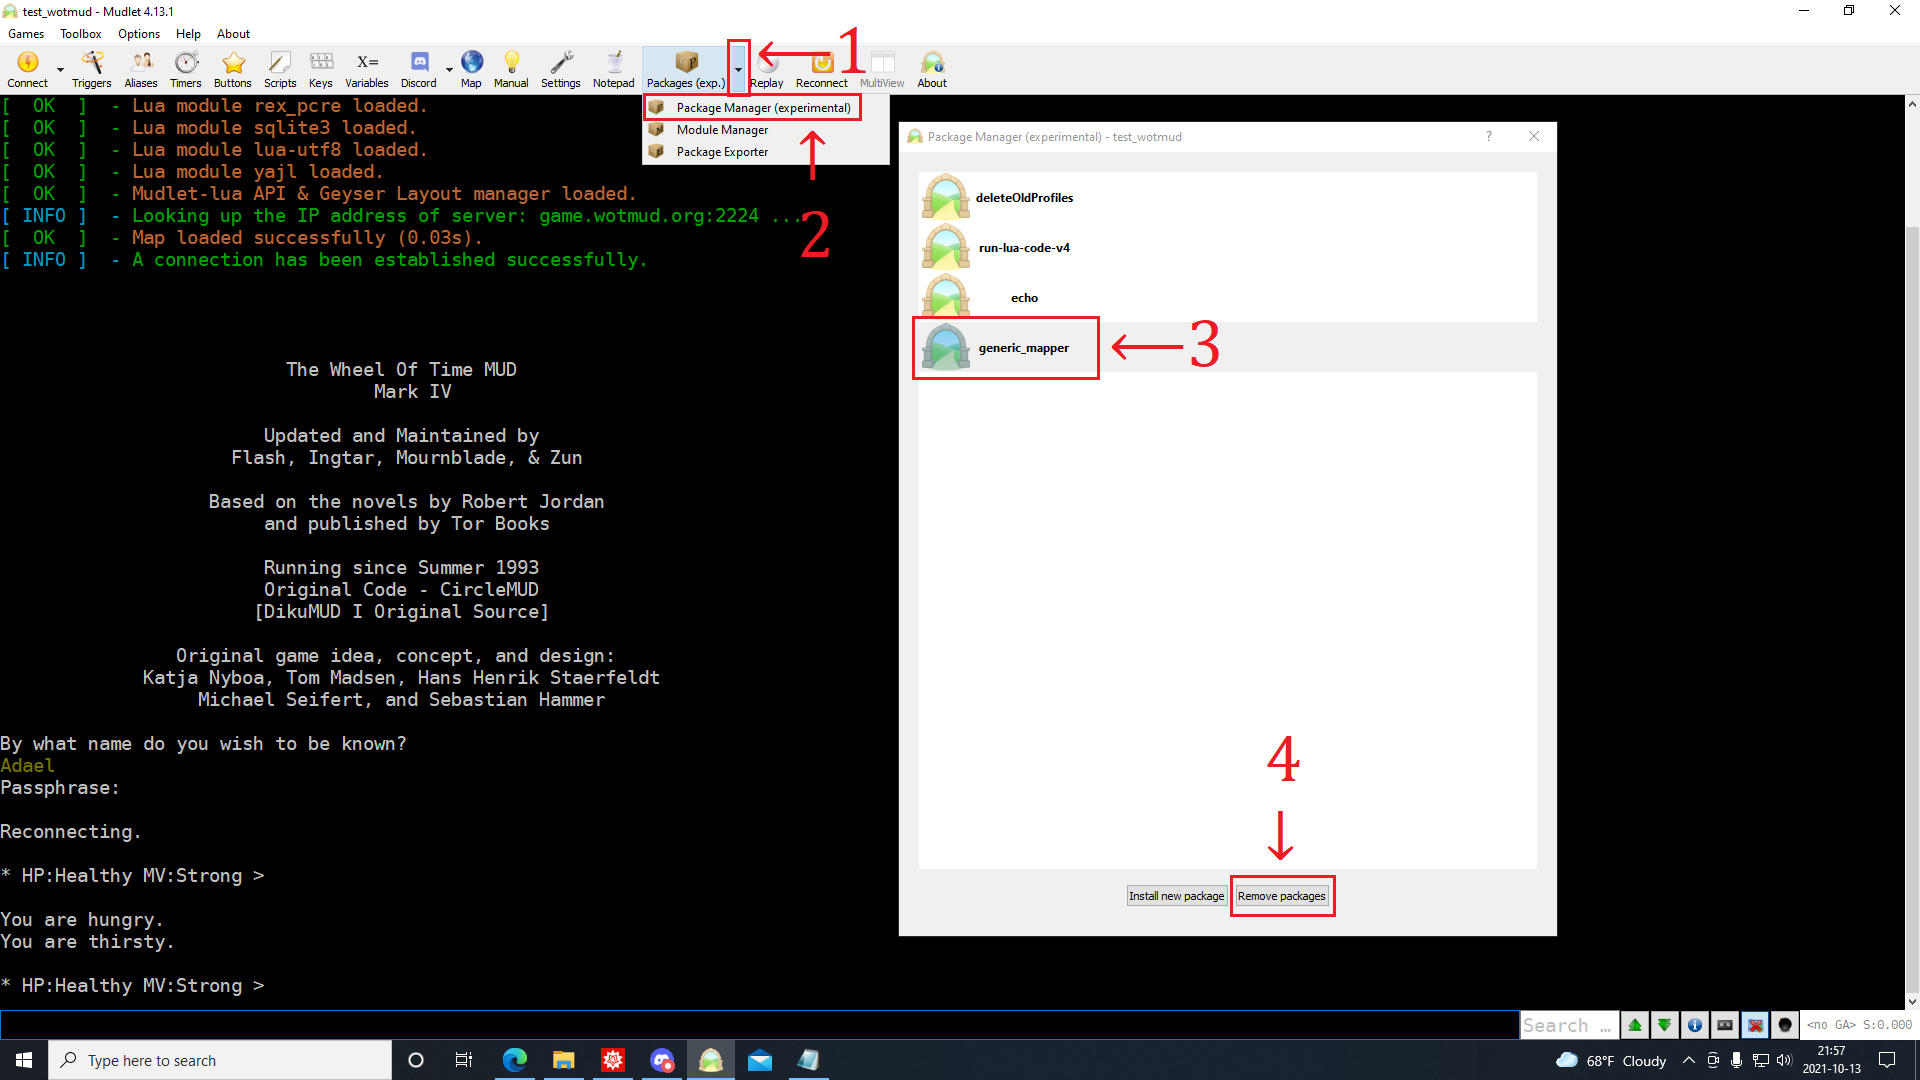 test_wotmud - Mudlet 4.13.1
Games Toolbox Options Help About
Connect Triggers Aliases Timers Buttons Scripts Keys X= Variables Discord Map Manual Settings Notepad Packages (exp.) Replay Reconnect MultiView About
1
Package Manager (experimental)
Module Manager
Package Exporter
2
[  OK  ]  - Lua module rex_pcre loaded.
[  OK  ]  - Lua module sqlite3 loaded.
[  OK  ]  - Lua module lua-utf8 loaded.
[  OK  ]  - Lua module yajl loaded.
[  OK  ]  - Mudlet-lua API & Geyser Layout manager loaded.
[ INFO ]  - Looking up the IP address of server: game.wotmud.org:2224 ...
[  OK  ]  - Map loaded successfully (0.03s).
[ INFO ]  - A connection has been established successfully.
The Wheel Of Time MUD
Mark IV
Updated and Maintained by
Flash, Ingtar, Mournblade, & Zun
Based on the novels by Robert Jordan
and published by Tor Books
Running since Summer 1993
Original Code - CircleMUD
[DikuMUD I Original Source]
Original game idea, concept, and design:
Katja Nyboa, Tom Madsen, Hans Henrik Staerfeldt
Michael Seifert, and Sebastian Hammer
By what name do you wish to be known?
Adael
Passphrase:
Reconnecting.
* HP:Healthy MV:Strong >
You are hungry.
You are thirsty.
* HP:Healthy MV:Strong >
Package Manager (experimental) - test_wotmud
?
deleteOldProfiles
run-lua-code-v4
echo
generic_mapper
3
4
Install new package Remove packages
Search ...
<no GA> S:0.000
Type here to search
68°F Cloudy
21:57
2021-10-13